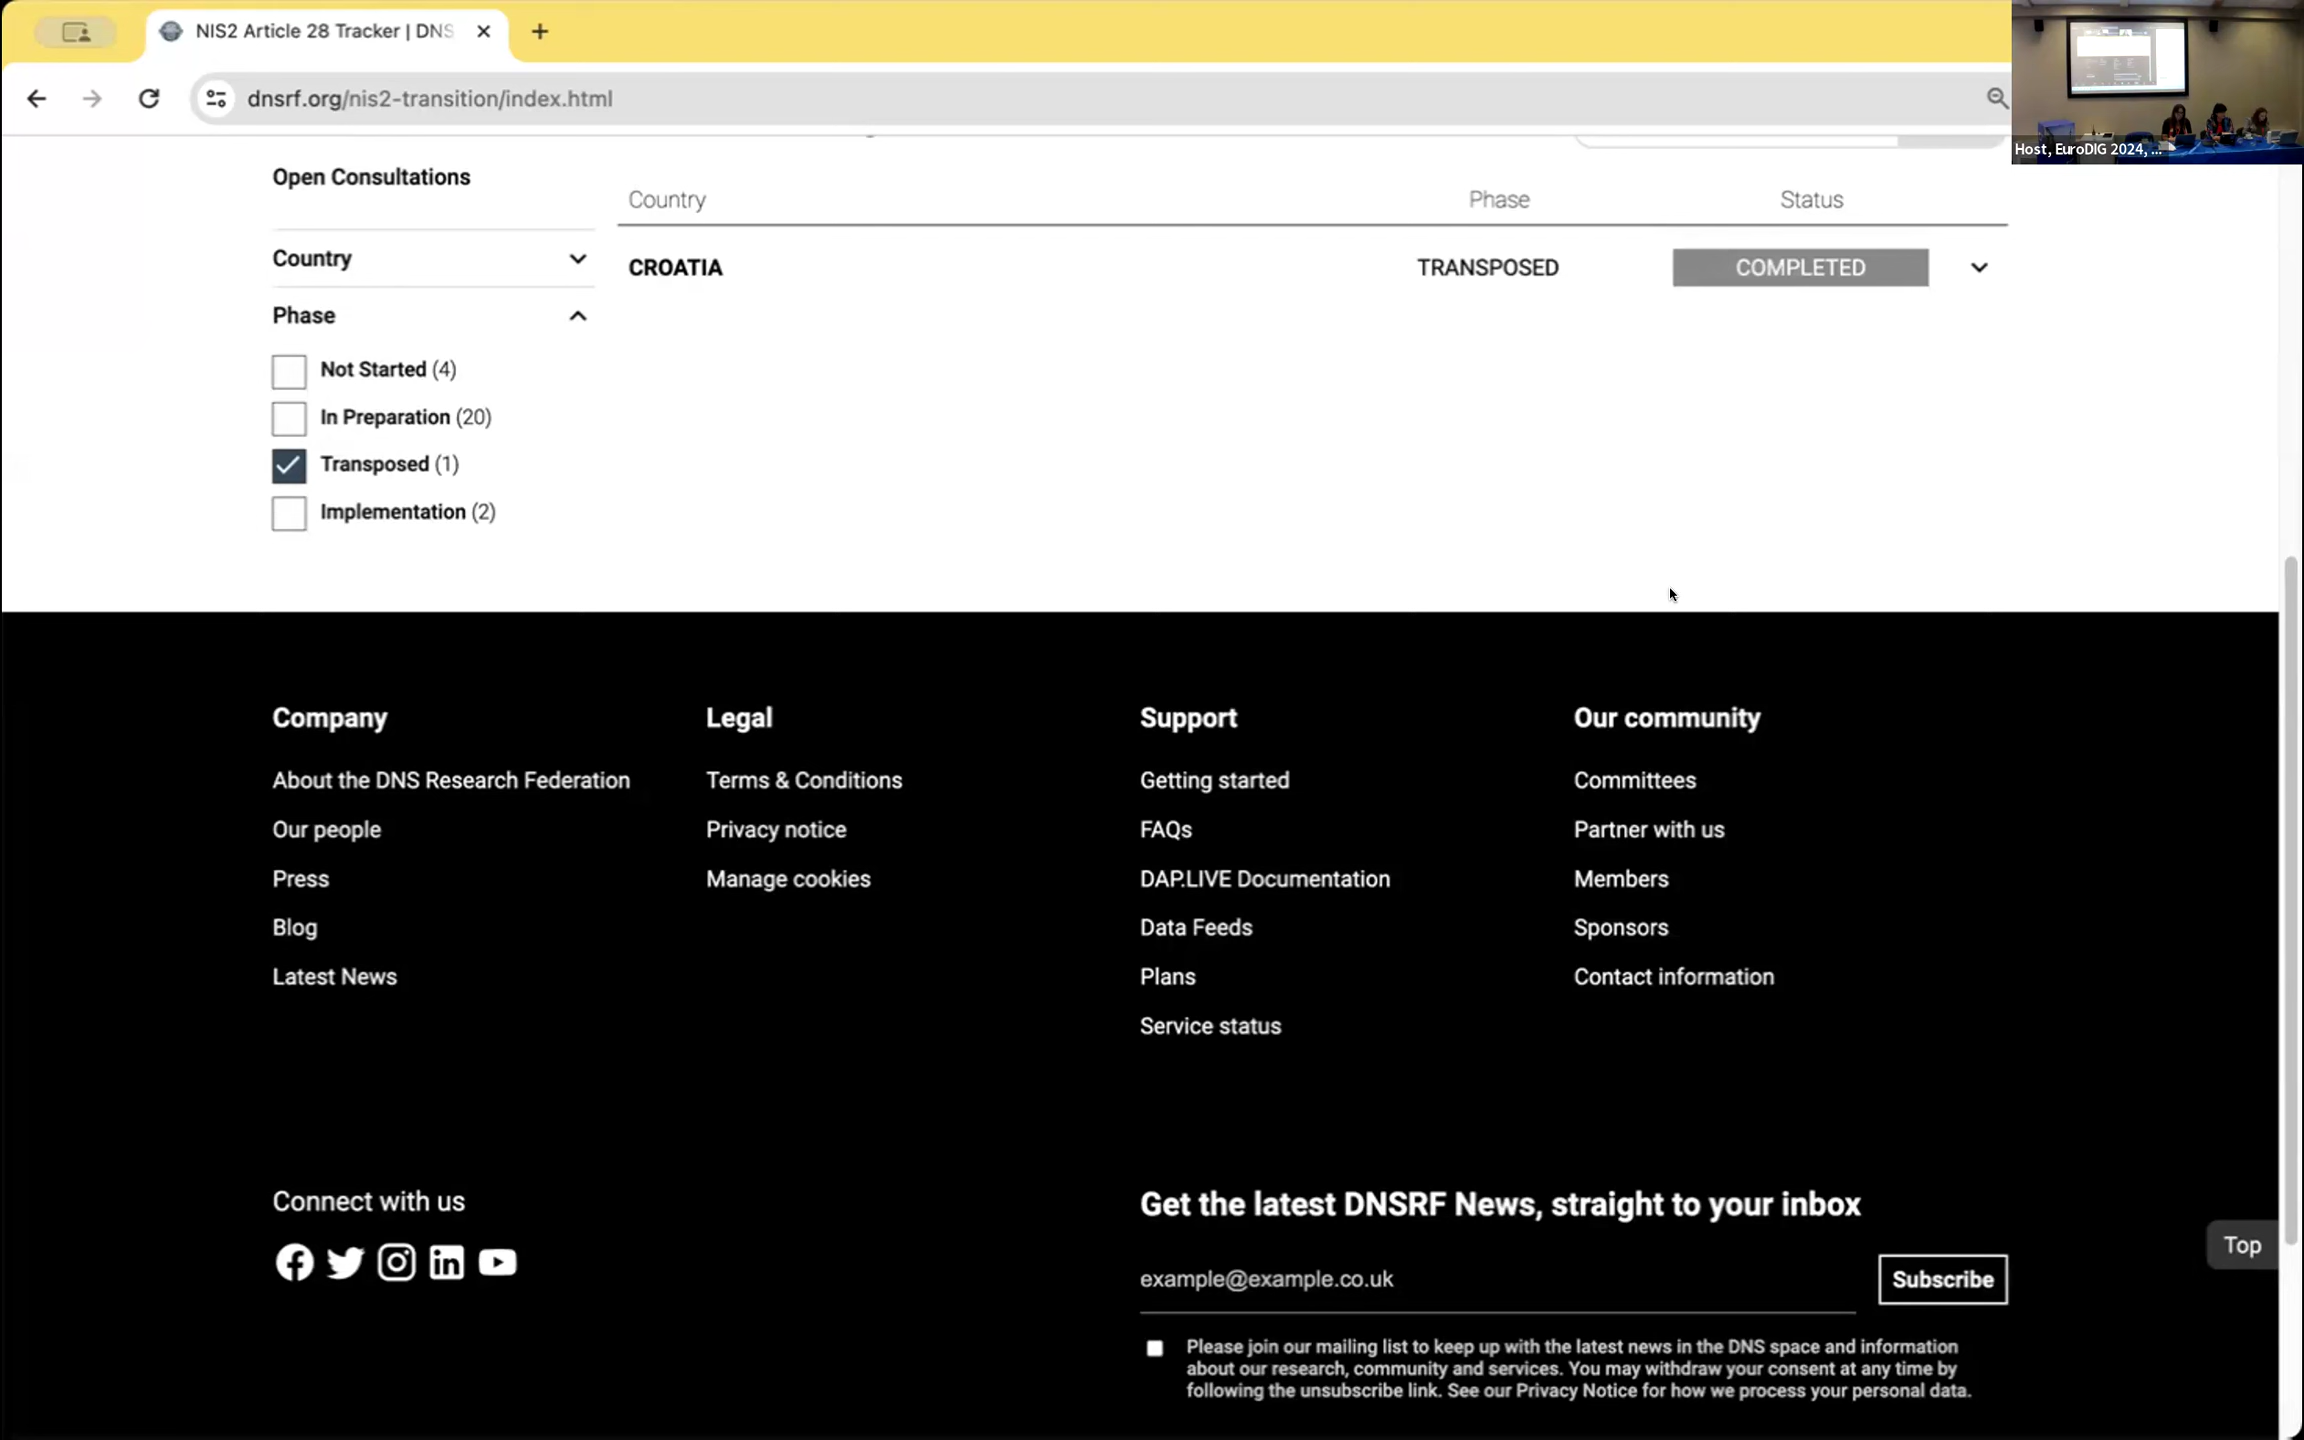 NIS2 Article 28 Tracker | DNS
dnsrf.org/nis2-transition/index.html
Host, EuroDIG 2024, ...
Open Consultations
Country
Phase
Not Started (4)
In Preparation (20)
Transposed (1)
Implementation (2)
Country Phase Status
CROATIA TRANSPOSED COMPLETED
Company
About the DNS Research Federation
Our people
Press
Blog
Latest News
Legal
Terms & Conditions
Privacy notice
Manage cookies
Support
Getting started
FAQs
DAP.LIVE Documentation
Data Feeds
Plans
Service status
Our community
Committees
Partner with us
Members
Sponsors
Contact information
Connect with us
Get the latest DNSRF News, straight to your inbox
example@example.co.uk
Subscribe
Please join our mailing list to keep up with the latest news in the DNS space and information
about our research, community and services. You may withdraw your consent at any time by
following the unsubscribe link. See our Privacy Notice for how we process your personal data.
Top